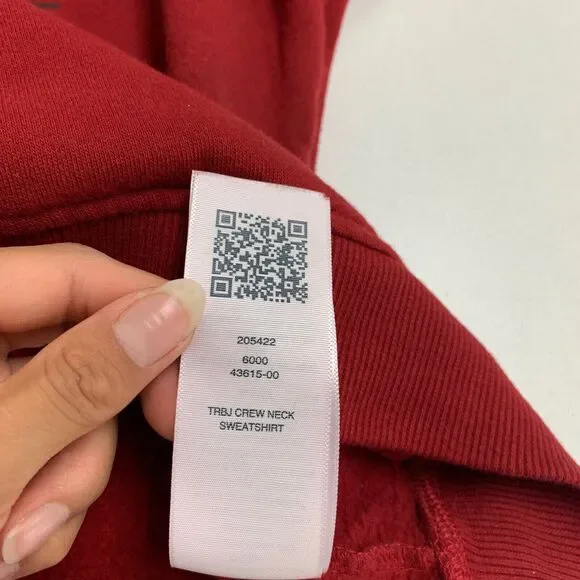 205422
6000
43615-00
TRBJ CREW NECK
SWEATSHIRT